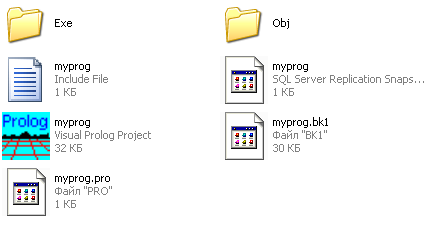 Exe
Obj
myprog
Include File
1 КБ
myprog
SQL Server Replication Snaps...
1 КБ
Prolog
myprog
Visual Prolog Project
32 КБ
myprog.bk1
Файл "BK1"
30 КБ
myprog.pro
Файл "PRO"
1 КБ